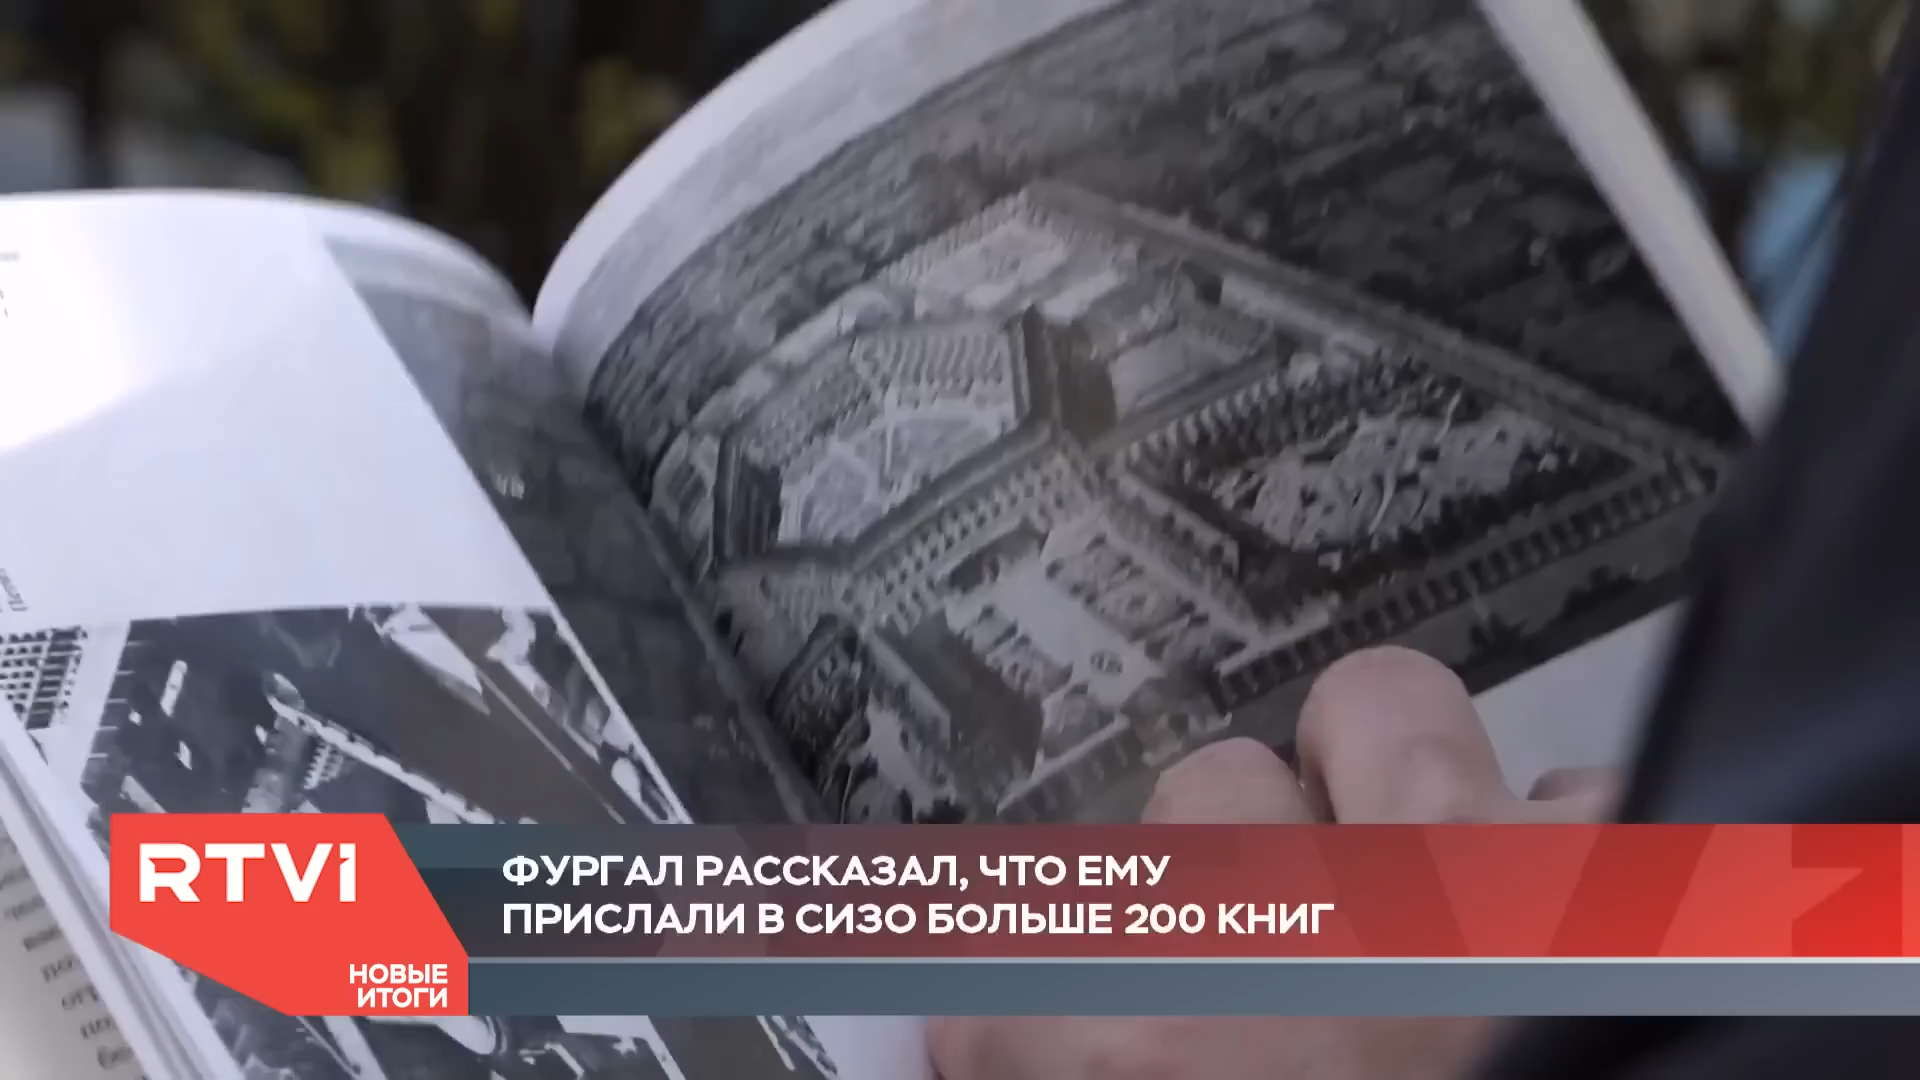 RTVI
НОВЫЕ
ИТОГИ
ФУРГАЛ РАССКАЗАЛ, ЧТО ЕМУ
ПРИСЛАЛИ В СИЗО БОЛЬШЕ 200 КНИГ